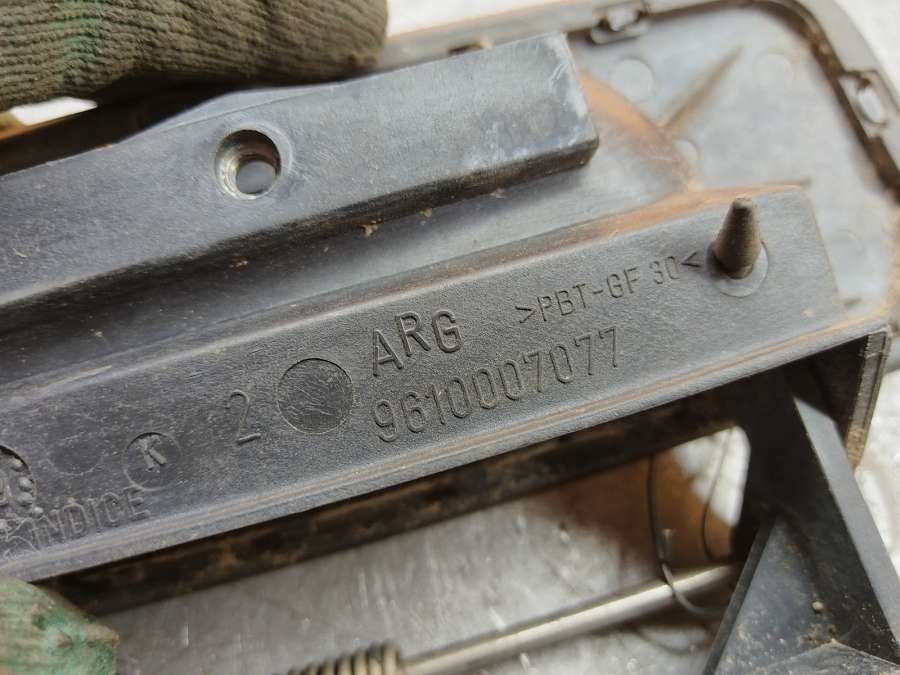 ARG >PBT-GF 30<
2 9610007077
K
INDICE